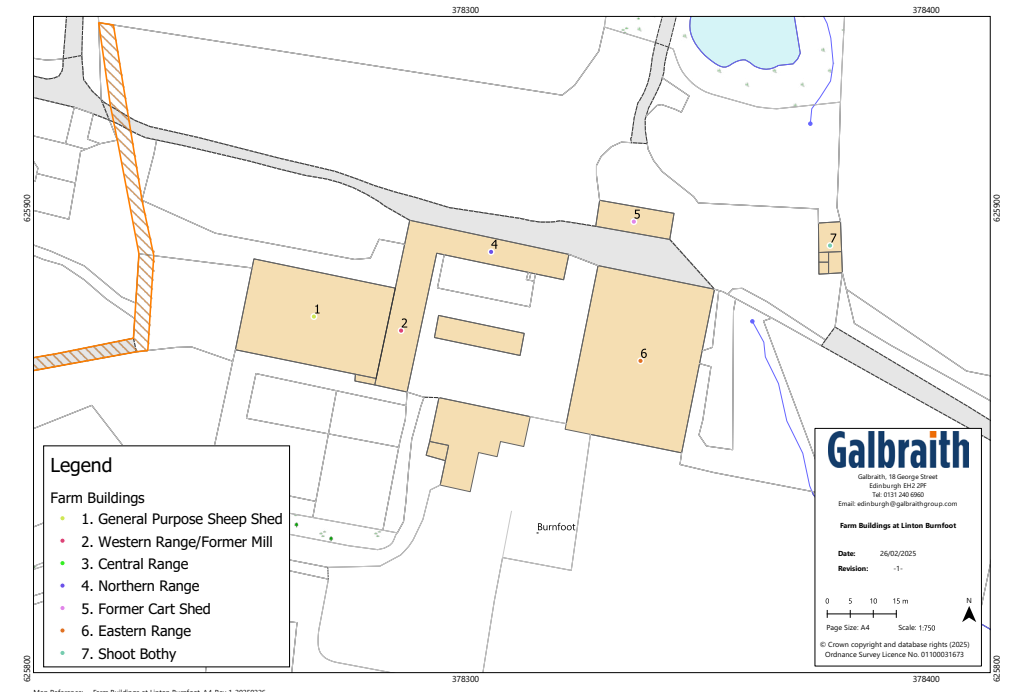 378300
378400
625900
625900
5
4
7
1
2
6
Burnfoot
Legend
Farm Buildings
1. General Purpose Sheep Shed
2. Western Range/Former Mill
3. Central Range
4. Northern Range
5. Former Cart Shed
6. Eastern Range
7. Shoot Bothy
Galbraith
Galbraith, 18 George Street
Edinburgh EH2 2PF
Tel: 0131 240 6960
Email: edinburgh@galbraithgroup.com
Farm Buildings at Linton Burnfoot
Date: 26/02/2025
Revision: -1-
0 5 10 15 m
N
Page Size: A4 Scale: 1:750
© Crown copyright and database rights (2025)
Ordnance Survey Licence No. 01100031673
625800
625800
378300
378400